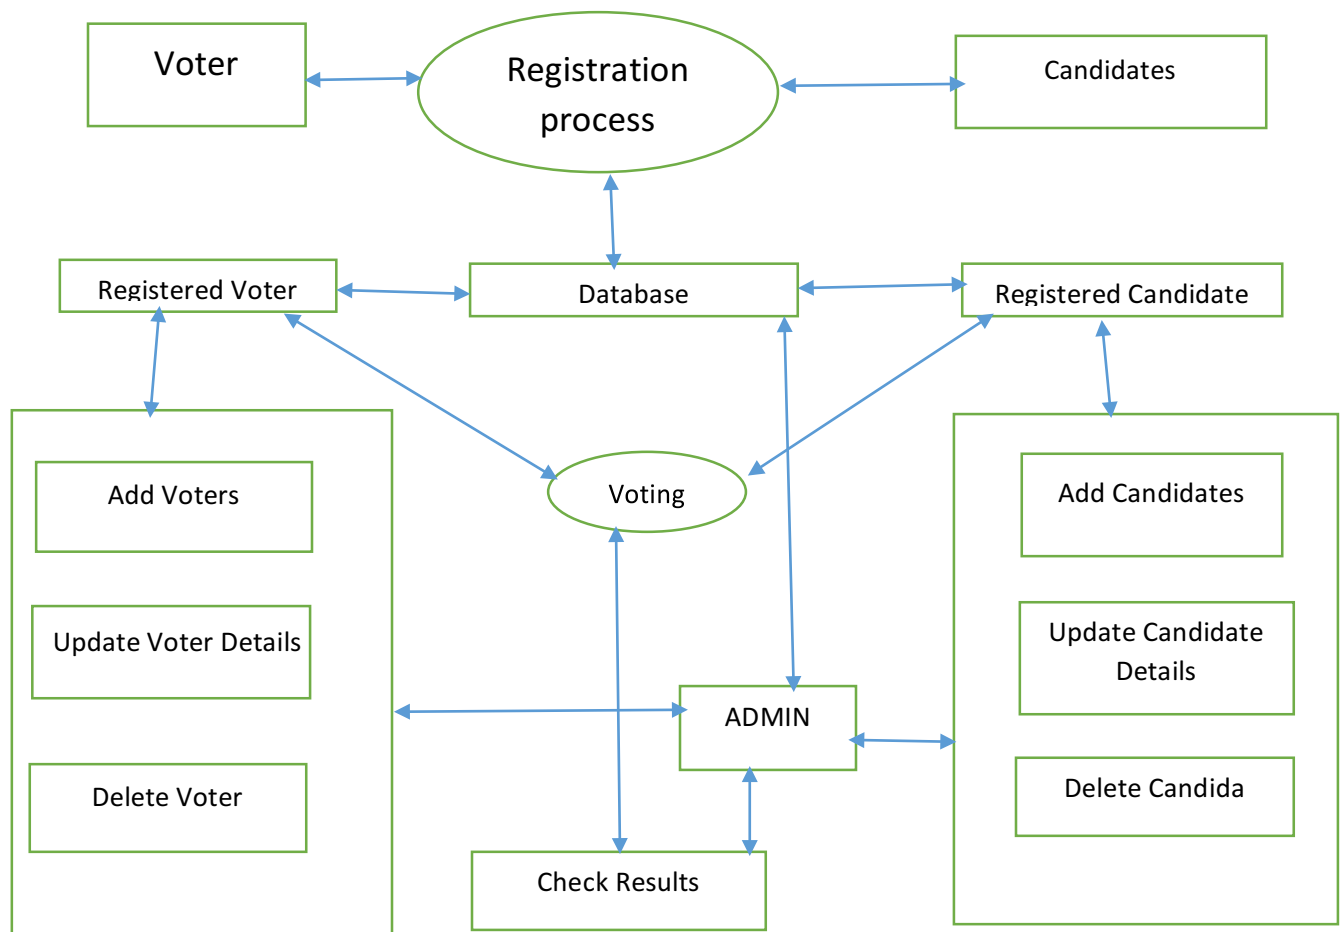 Voter
Registration
process
Candidates
Registered Voter
Database
Registered Candidate
Add Voters
Voting
Add Candidates
Update Voter Details
Update Candidate
Details
ADMIN
Delete Voter
Delete Candida
Check Results